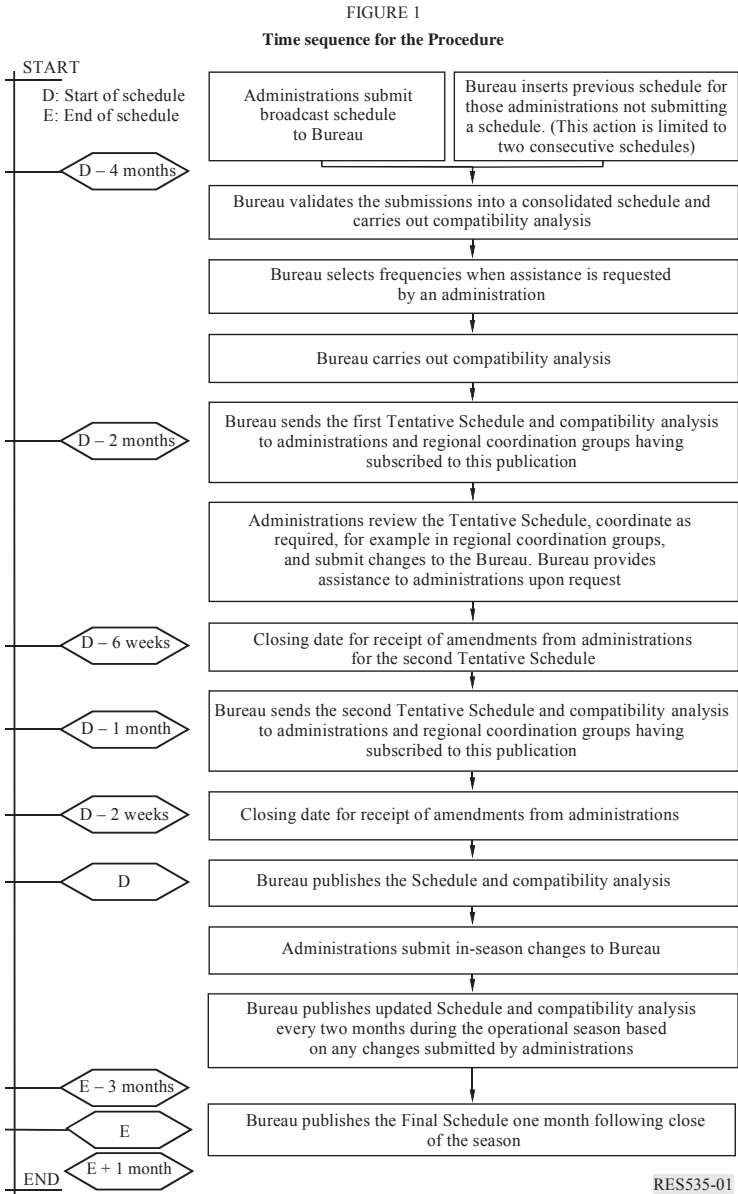 FIGURE 1
Time sequence for the Procedure
START
D: Start of schedule
E: End of schedule
Administrations submit
broadcast schedule
to Bureau
Bureau inserts previous schedule for
those administrations not submitting
a schedule. (This action is limited to
two consecutive schedules)
D – 4 months
Bureau validates the submissions into a consolidated schedule and
carries out compatibility analysis
Bureau selects frequencies when assistance is requested
by an administration
Bureau carries out compatibility analysis
D – 2 months
Bureau sends the first Tentative Schedule and compatibility analysis
to administrations and regional coordination groups having
subscribed to this publication
Administrations review the Tentative Schedule, coordinate as
required, for example in regional coordination groups,
and submit changes to the Bureau. Bureau provides
assistance to administrations upon request
D – 6 weeks
Closing date for receipt of amendments from administrations
for the second Tentative Schedule
D – 1 month
Bureau sends the second Tentative Schedule and compatibility analysis
to administrations and regional coordination groups having
subscribed to this publication
D – 2 weeks
Closing date for receipt of amendments from administrations
D
Bureau publishes the Schedule and compatibility analysis
Administrations submit in-season changes to Bureau
Bureau publishes updated Schedule and compatibility analysis
every two months during the operational season based
on any changes submitted by administrations
E – 3 months
E
Bureau publishes the Final Schedule one month following close
of the season
E + 1 month
END
RES535-01